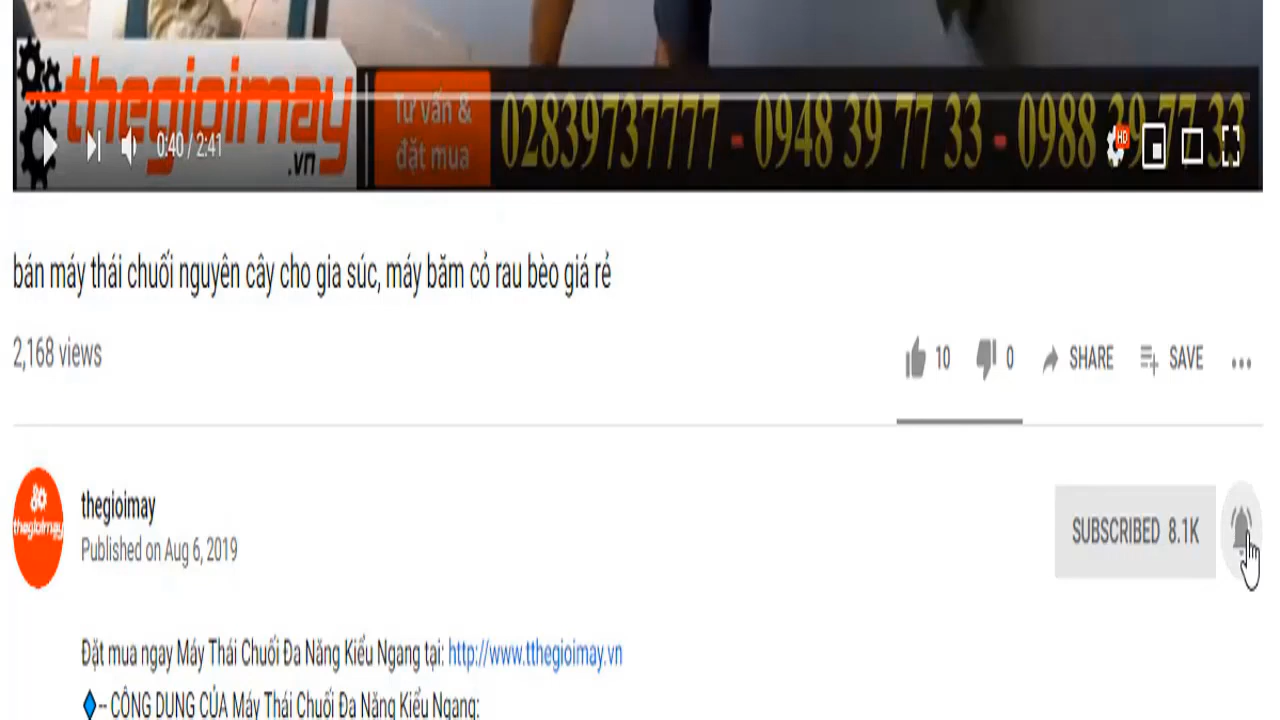 thegioimay
.vn
Tư vấn &
đặt mua
02839737777 - 0948 39 77 33 - 0988 39 77 33
HD
0:40 / 2:41
bán máy thái chuối nguyên cây cho gia súc, máy băm cỏ rau bèo giá rẻ
2,168 views
10 0 SHARE SAVE
thegioimay
thegioimay
Published on Aug 6, 2019
SUBSCRIBED 8.1K
Đặt mua ngay Máy Thái Chuối Đa Năng Kiểu Ngang tại: http://www.tthegioimay.vn
-- CÔNG DỤNG CỦA Máy Thái Chuối Đa Năng Kiểu Ngang: